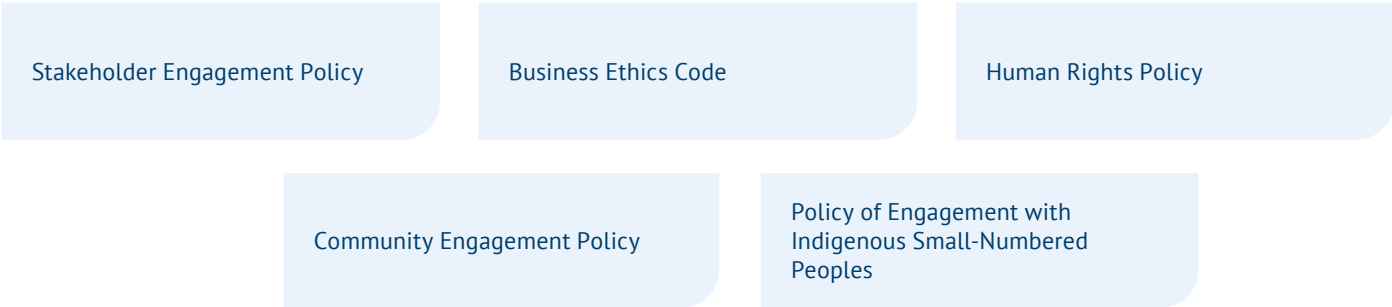 Stakeholder Engagement Policy
Business Ethics Code
Human Rights Policy
Community Engagement Policy
Policy of Engagement with
Indigenous Small-Numbered
Peoples